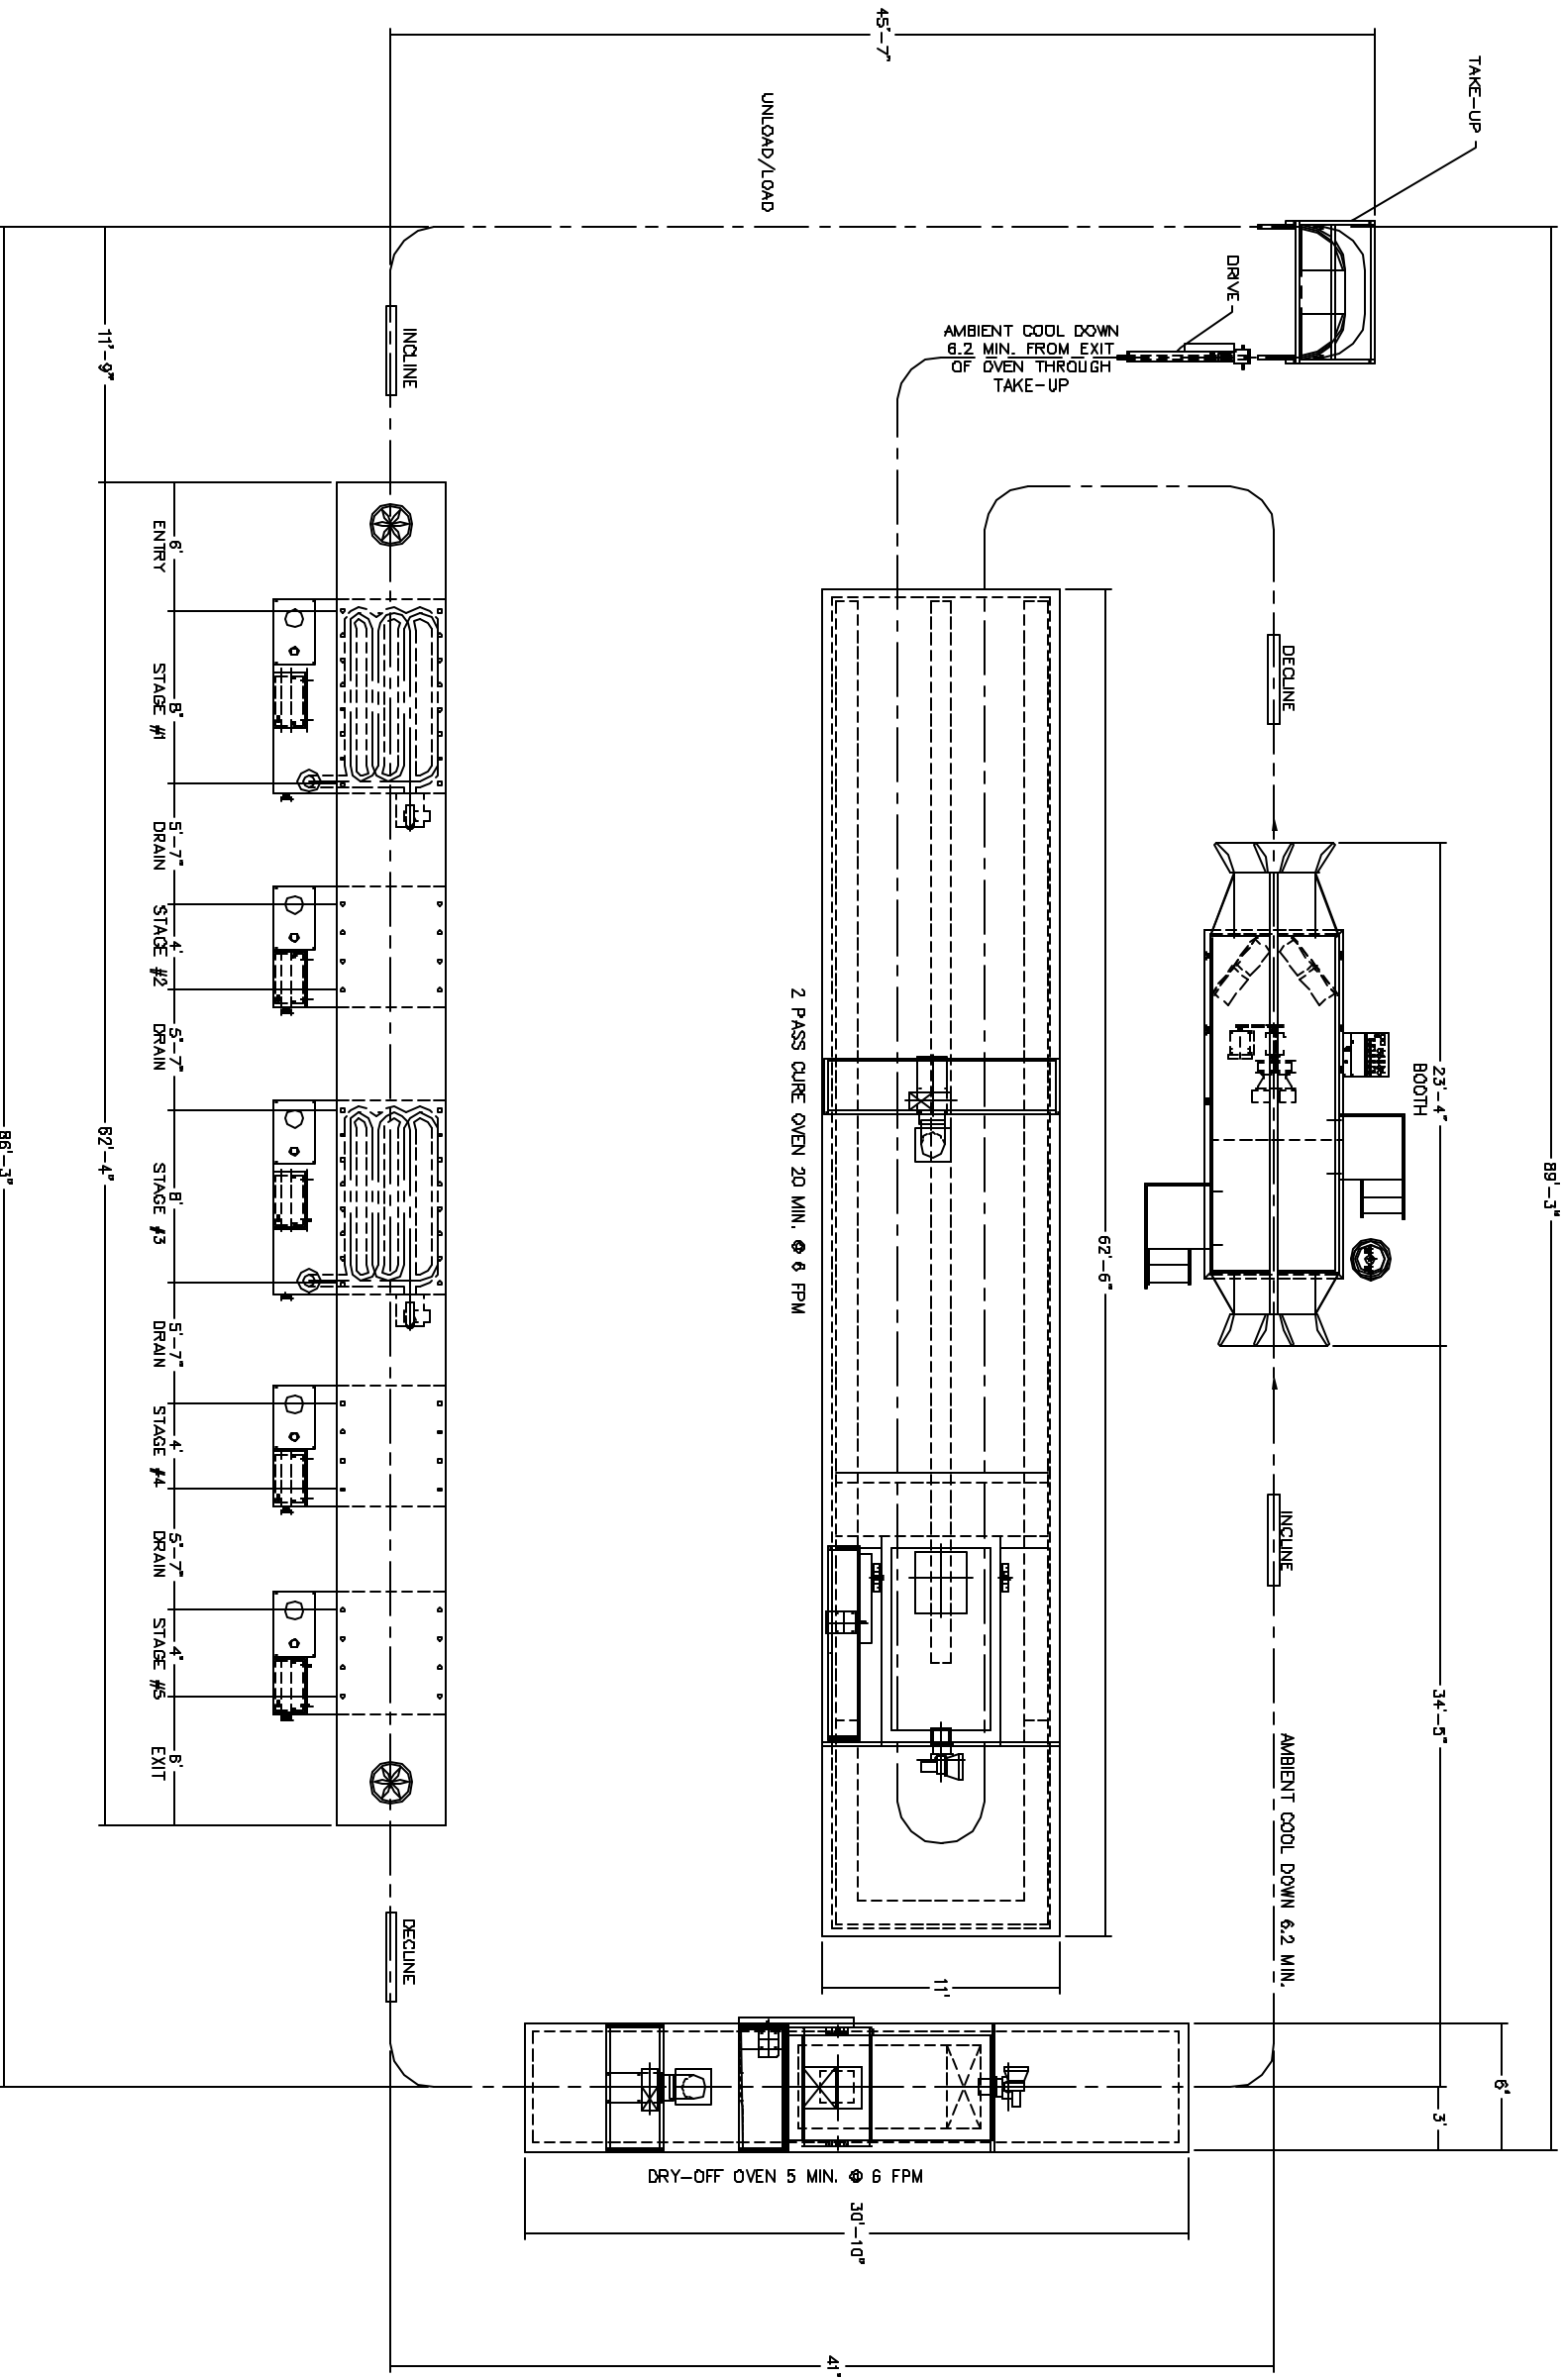 TAKE-UP
45'-7"
UNLOAD/LOAD
DRIVE
AMBIENT COOL DOWN
6.2 MIN. FROM EXIT
OF OVEN THROUGH
TAKE-UP
89'-3"
DECLINE
23'-4"
BOOTH
INCLINE
34'-5"
AMBIENT COOL DOWN 6.2 MIN.
6'
3'
62'-6"
2 PASS CURE OVEN 20 MIN. @ 6 FPM
11'
INCLINE
DECLINE
6'
ENTRY
8'
STAGE #1
5'-7"
DRAIN
4'
STAGE #2
5'-7"
DRAIN
8'
STAGE #3
5'-7"
DRAIN
4'
STAGE #4
5'-7"
DRAIN
4'
STAGE #5
6'
EXIT
11'-9"
62'-4"
86'-3"
DRY-OFF OVEN 5 MIN. @ 6 FPM
30'-10"
41'